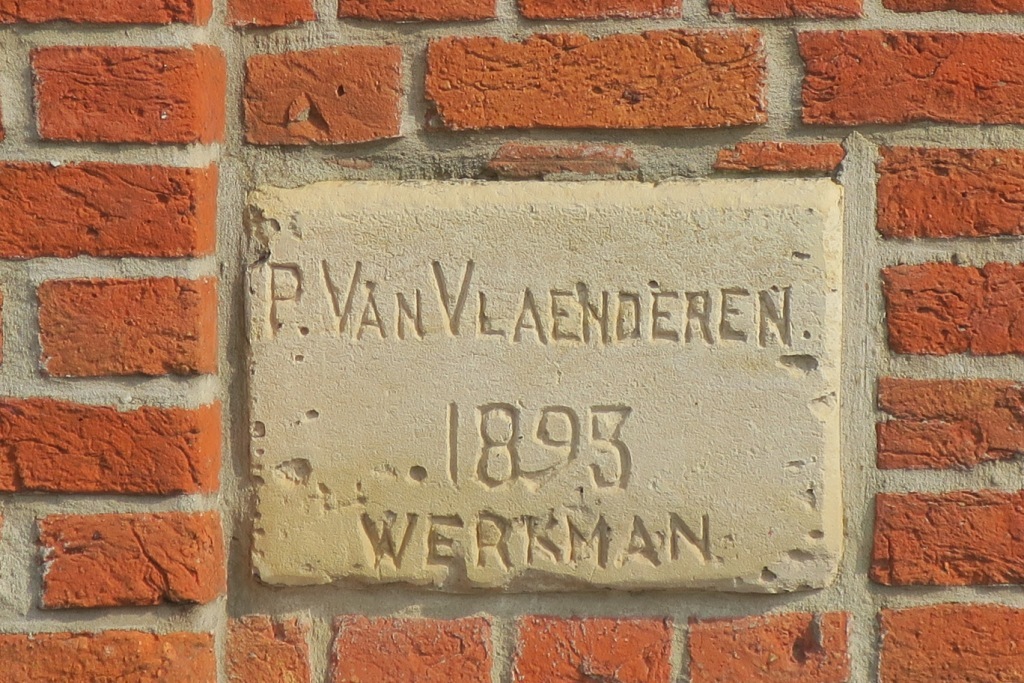 P. VAN VLAENDEREN.
1893
WERKMAN.